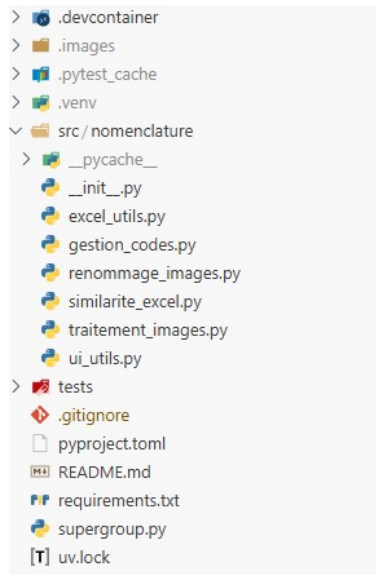 .devcontainer
.images
.pytest_cache
.venv
src/nomenclature
__pycache__
__init__.py
excel_utils.py
gestion_codes.py
renommage_images.py
similarite_excel.py
traitement_images.py
ui_utils.py
tests
.gitignore
pyproject.toml
M↓ README.md
requirements.txt
supergroup.py
[T] uv.lock